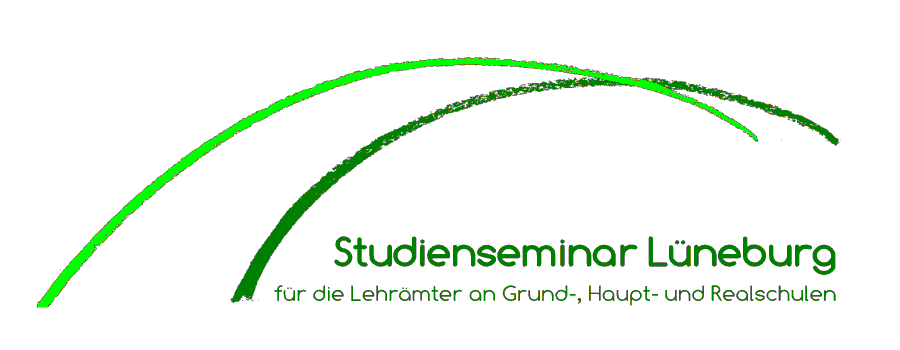 Studienseminar Lüneburg
für die Lehrämter an Grund-, Haupt- und Realschulen